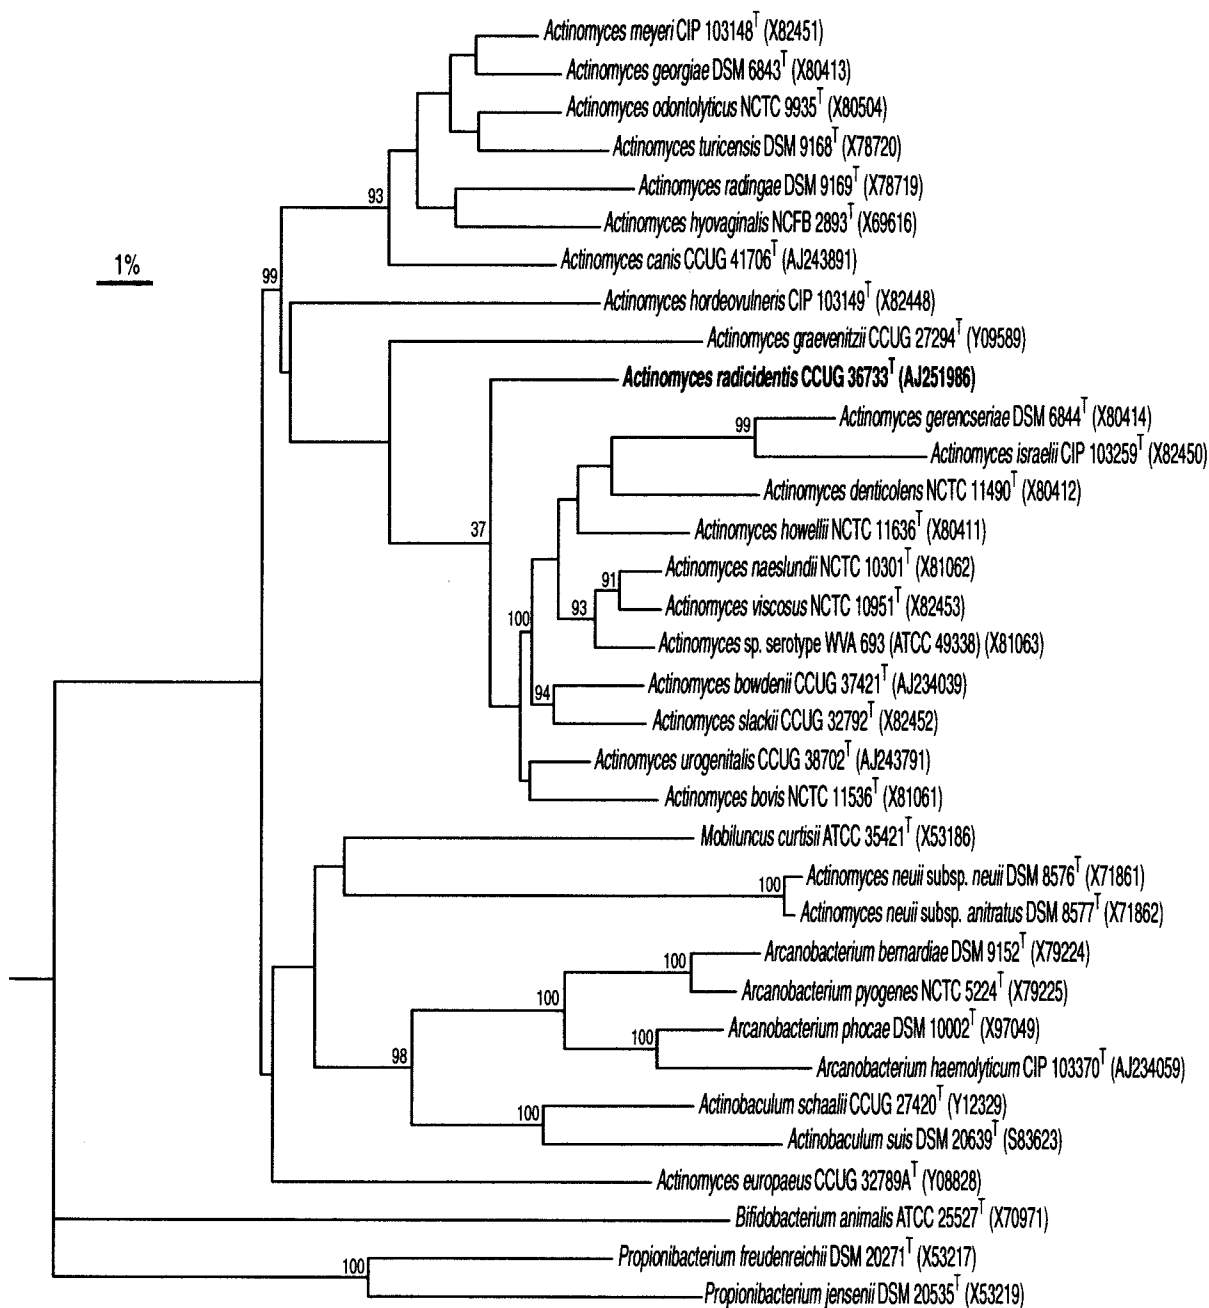 Actinomyces meyeri CIP 103148T (X82451)
Actinomyces georgiae DSM 6843T (X80413)
Actinomyces odontolyticus NCTC 9935T (X80504)
Actinomyces turicensis DSM 9168T (X78720)
Actinomyces radingae DSM 9169T (X78719)
93
Actinomyces hyovaginalis NCFB 2893T (X69616)
1%
Actinomyces canis CCUG 41706T (AJ243891)
99
Actinomyces hordeovulneris CIP 103149T (X82448)
Actinomyces graevenitzii CCUG 27294T (Y09589)
Actinomyces radicidentis CCUG 36733T (AJ251986)
Actinomyces gerencseriae DSM 6844T (X80414)
99
Actinomyces israelii CIP 103259T (X82450)
Actinomyces denticolens NCTC 11490T (X80412)
37
Actinomyces howellii NCTC 11636T (X80411)
Actinomyces naeslundii NCTC 10301T (X81062)
91
Actinomyces viscosus NCTC 10951T (X82453)
93
100
Actinomyces sp. serotype WVA 693 (ATCC 49338) (X81063)
Actinomyces bowdenii CCUG 37421T (AJ234039)
94
Actinomyces slackii CCUG 32792T (X82452)
Actinomyces urogenitalis CCUG 38702T (AJ243791)
Actinomyces bovis NCTC 11536T (X81061)
Mobiluncus curtisii ATCC 35421T (X53186)
Actinomyces neuii subsp. neuii DSM 8576T (X71861)
100
Actinomyces neuii subsp. anitratus DSM 8577T (X71862)
Arcanobacterium bernardiae DSM 9152T (X79224)
100
Arcanobacterium pyogenes NCTC 5224T (X79225)
100
Arcanobacterium phocae DSM 10002T (X97049)
100
98
Arcanobacterium haemolyticum CIP 103370T (AJ234059)
Actinobaculum schaalii CCUG 27420T (Y12329)
100
Actinobaculum suis DSM 20639T (S83623)
Actinomyces europaeus CCUG 32789AT (Y08828)
Bifidobacterium animalis ATCC 25527T (X70971)
Propionibacterium freudenreichii DSM 20271T (X53217)
100
Propionibacterium jensenii DSM 20535T (X53219)